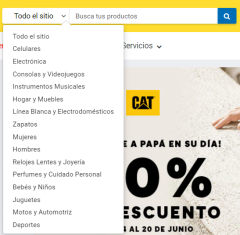 Todo el sitio
Busca tus productos
Servicios
Todo el sitio
Celulares
Electrónica
Consolas y Videojuegos
Instrumentos Musicales
Hogar y Muebles
Línea Blanca y Electrodomésticos
Zapatos
Mujeres
Hombres
Relojes Lentes y Joyería
Perfumes y Cuidado Personal
Bebés y Niños
Juguetes
Motos y Automotriz
Deportes
CAT
E A PAPÁ EN SU DÍA!
0%
ESCUENTO
AL 20 DE JUNIO